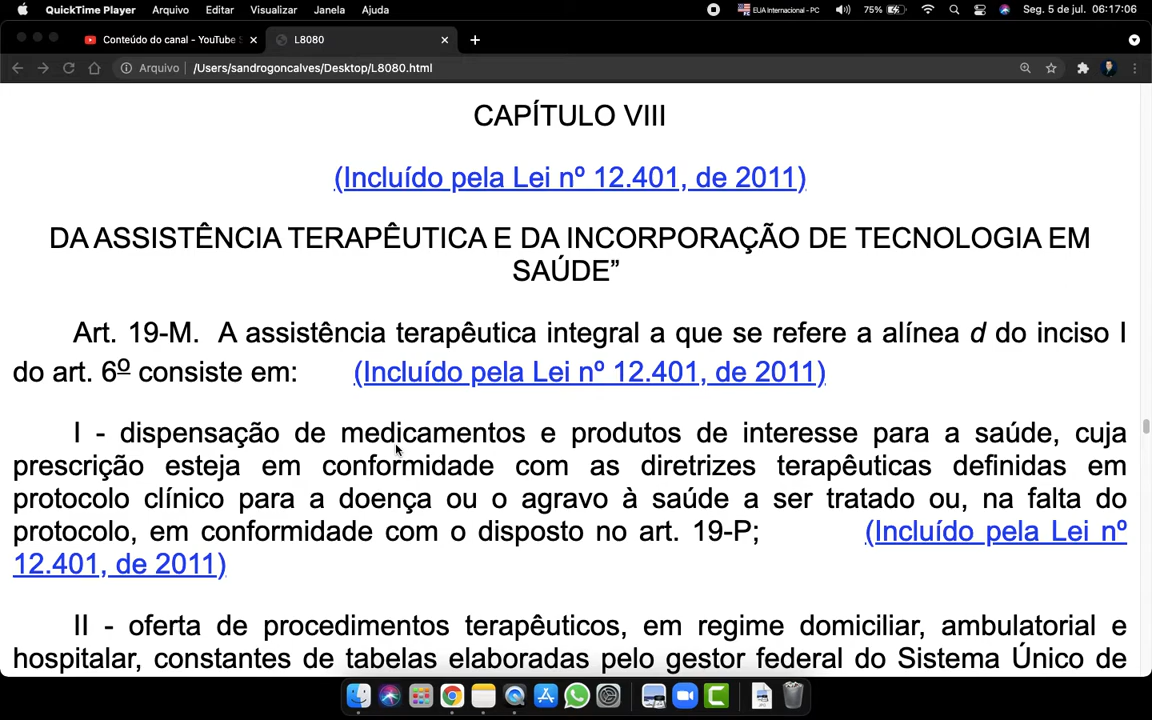 QuickTime Player Arquivo Editar Visualizar Janela Ajuda EUA Internacional - PC 75% Seg. 5 de jul. 06:17:06
Conteúdo do canal - YouTube L8080
Arquivo /Users/sandrogoncalves/Desktop/L8080.html
CAPÍTULO VIII
(Incluído pela Lei nº 12.401, de 2011)
DA ASSISTÊNCIA TERAPÊUTICA E DA INCORPORAÇÃO DE TECNOLOGIA EM
SAÚDE”
Art. 19-M. A assistência terapêutica integral a que se refere a alínea d do inciso I
do art. 6º consiste em: (Incluído pela Lei nº 12.401, de 2011)
I - dispensação de medicamentos e produtos de interesse para a saúde, cuja
prescrição esteja em conformidade com as diretrizes terapêuticas definidas em
protocolo clínico para a doença ou o agravo à saúde a ser tratado ou, na falta do
protocolo, em conformidade com o disposto no art. 19-P; (Incluído pela Lei nº
12.401, de 2011)
II - oferta de procedimentos terapêuticos, em regime domiciliar, ambulatorial e
hospitalar, constantes de tabelas elaboradas pelo gestor federal do Sistema Único de